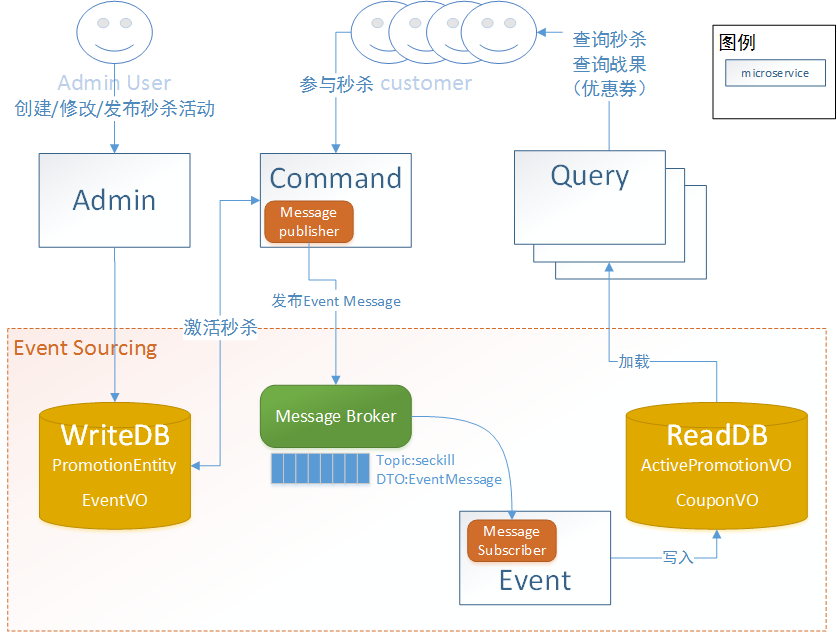 Admin User
创建/修改/发布秒杀活动
参与秒杀
customer
查询秒杀
查询战果
（优惠券）
图例
microservice
Admin
Command
Message
publisher
Query
发布Event Message
激活秒杀
Event Sourcing
加载
WriteDB
PromotionEntity
EventVO
Message Broker
Topic:seckill
DTO:EventMessage
ReadDB
ActivePromotionVO
CouponVO
Message
Subscriber
Event
写入